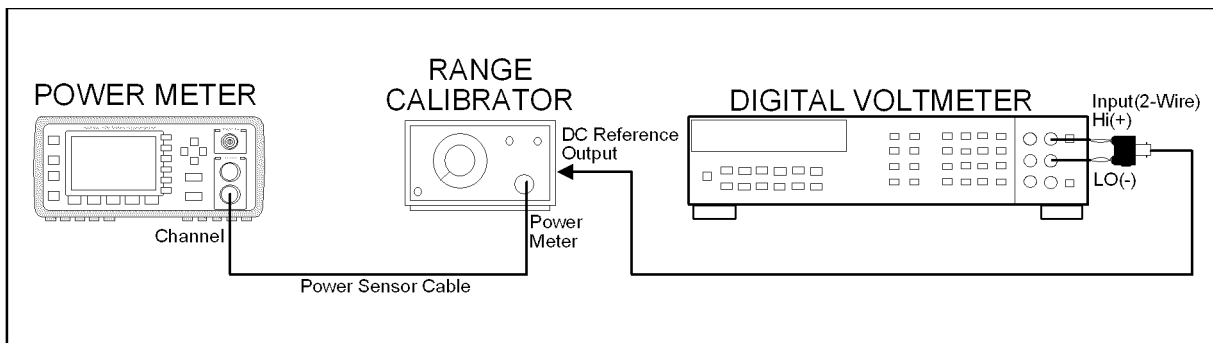 POWER METER
Channel
Power Sensor Cable
RANGE
CALIBRATOR
DC Reference
Output
Power
Meter
DIGITAL VOLTMETER
Input(2-Wire)
Hi(+)
LO(-)